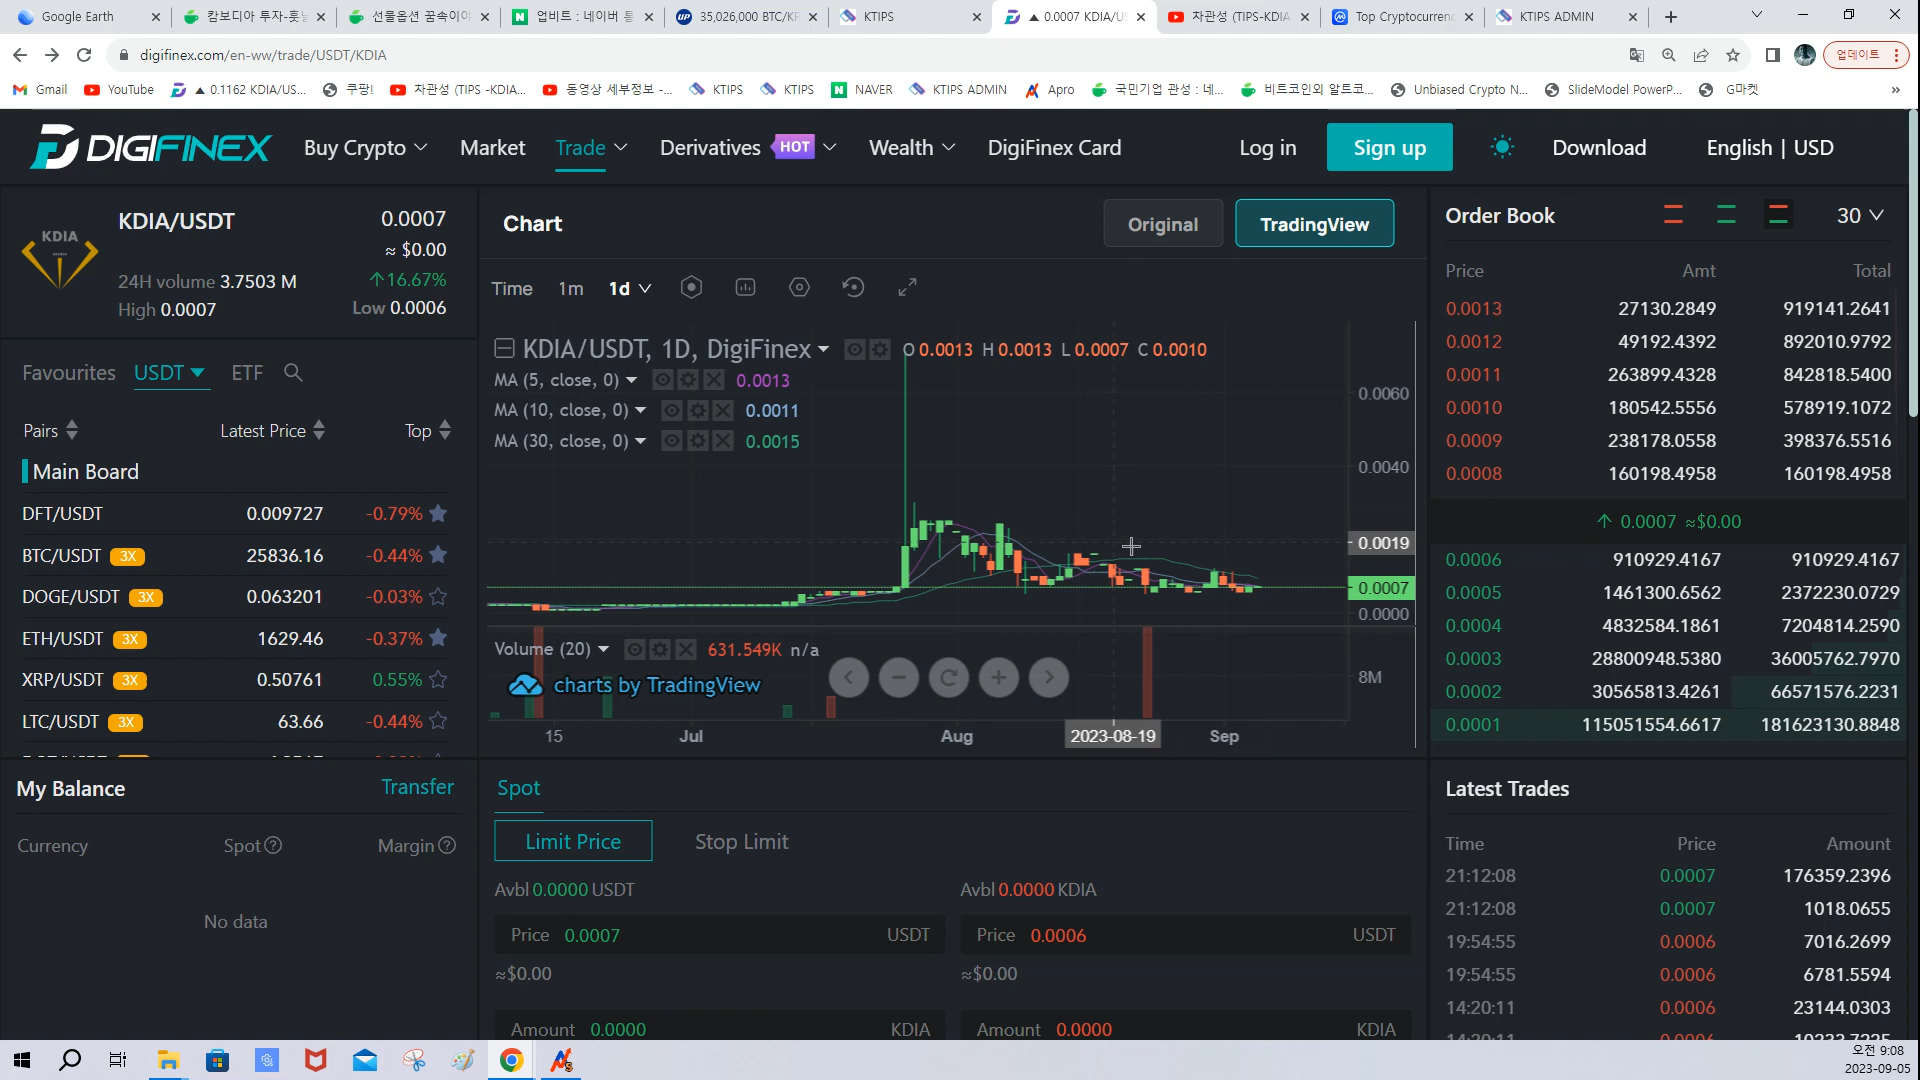 Google Earth
캄보디아 투자-훗날
선물옵션 꿈속이야
업비트 : 네이버 통
35,026,000 BTC/KR
KTIPS
▲ 0.0007 KDIA/US
차관성 (TIPS-KDIA
Top Cryptocurrenc
KTIPS ADMIN
digifinex.com/en-ww/trade/USDT/KDIA
업데이트
Gmail
YouTube
▲ 0.1162 KDIA/US...
쿠팡!
차관성 (TIPS -KDIA...
동영상 세부정보 -...
KTIPS
KTIPS
NAVER
KTIPS ADMIN
Apro
국민기업 관성 : 네...
비트코인외 알트코...
Unbiased Crypto N...
SlideModel PowerP...
G마켓
DIGIFINEX
Buy Crypto
Market
Trade
Derivatives HOT
Wealth
DigiFinex Card
Log in
Sign up
Download
English | USD
KDIA
KDIA/USDT
0.0007
≈ $0.00
24H volume 3.7503 M
↑16.67%
High 0.0007
Low 0.0006
Favourites USDT ETF
Pairs Latest Price Top
Main Board
DFT/USDT 0.009727 -0.79%
BTC/USDT 3X 25836.16 -0.44%
DOGE/USDT 3X 0.063201 -0.03%
ETH/USDT 3X 1629.46 -0.37%
XRP/USDT 3X 0.50761 0.55%
LTC/USDT 3X 63.66 -0.44%
My Balance Transfer
Currency Spot Margin
No data
Chart
Original
TradingView
Time 1m 1d
KDIA/USDT, 1D, DigiFinex O 0.0013 H 0.0013 L 0.0007 C 0.0010
MA (5, close, 0) 0.0013
MA (10, close, 0) 0.0011
MA (30, close, 0) 0.0015
0.0060
0.0040
0.0019
0.0007
0.0000
Volume (20) 631.549K n/a
charts by TradingView
8M
15 Jul Aug 2023-08-19 Sep
Spot
Limit Price Stop Limit
Avbl 0.0000 USDT
Avbl 0.0000 KDIA
Price 0.0007 USDT
Price 0.0006 USDT
≈$0.00
≈$0.00
Amount 0.0000 KDIA
Amount 0.0000 KDIA
Order Book 30
Price Amt Total
0.0013 27130.2849 919141.2641
0.0012 49192.4392 892010.9792
0.0011 263899.4328 842818.5400
0.0010 180542.5556 578919.1072
0.0009 238178.0558 398376.5516
0.0008 160198.4958 160198.4958
↑ 0.0007 ≈$0.00
0.0006 910929.4167 910929.4167
0.0005 1461300.6562 2372230.0729
0.0004 4832584.1861 7204814.2590
0.0003 28800948.5380 36005762.7970
0.0002 30565813.4261 66571576.2231
0.0001 115051554.6617 181623130.8848
Latest Trades
Time Price Amount
21:12:08 0.0007 176359.2396
21:12:08 0.0007 1018.0655
19:54:55 0.0006 7016.2699
19:54:55 0.0006 6781.5594
14:20:11 0.0006 23144.0303
오전 9:08
2023-09-05